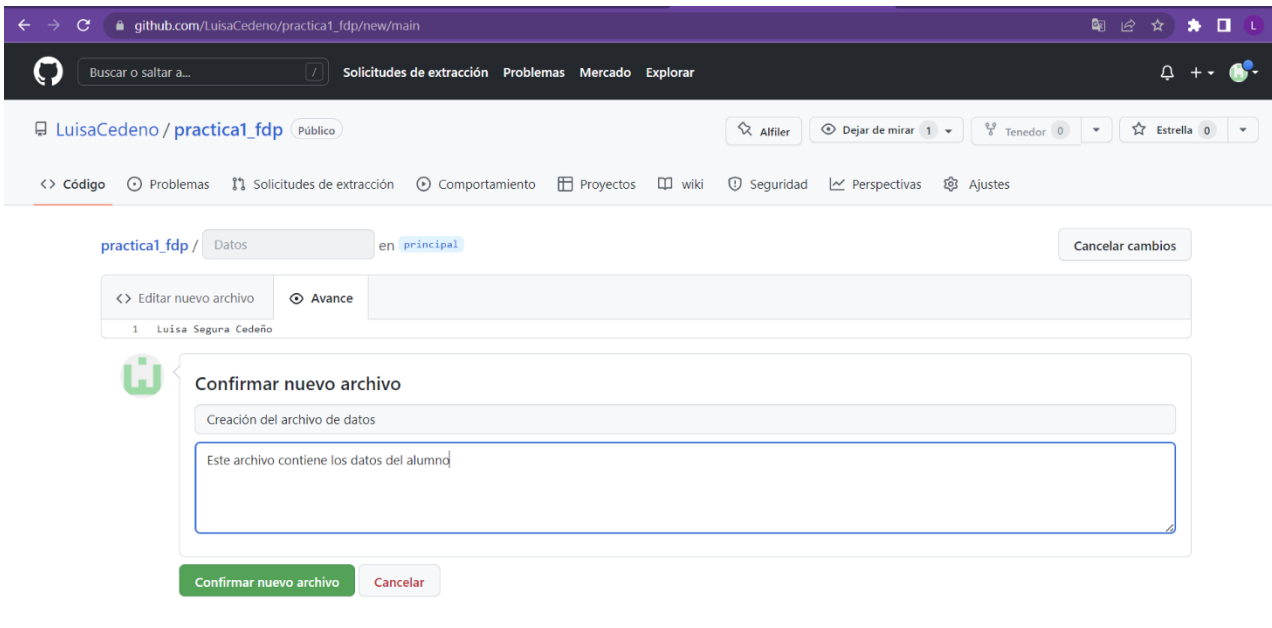 github.com/LuisaCedeno/practica1_fdp/new/main L
Buscar o saltar a... / Solicitudes de extracción Problemas Mercado Explorar
LuisaCedeno / practica1_fdp Público Alfiler Dejar de mirar 1 Tenedor 0 Estrella 0
Código Problemas Solicitudes de extracción Comportamiento Proyectos wiki Seguridad Perspectivas Ajustes
practica1_fdp / Datos en principal Cancelar cambios
Editar nuevo archivo Avance
1 Luisa Segura Cedeño
Confirmar nuevo archivo
Creación del archivo de datos
Este archivo contiene los datos del alumno
Confirmar nuevo archivo Cancelar